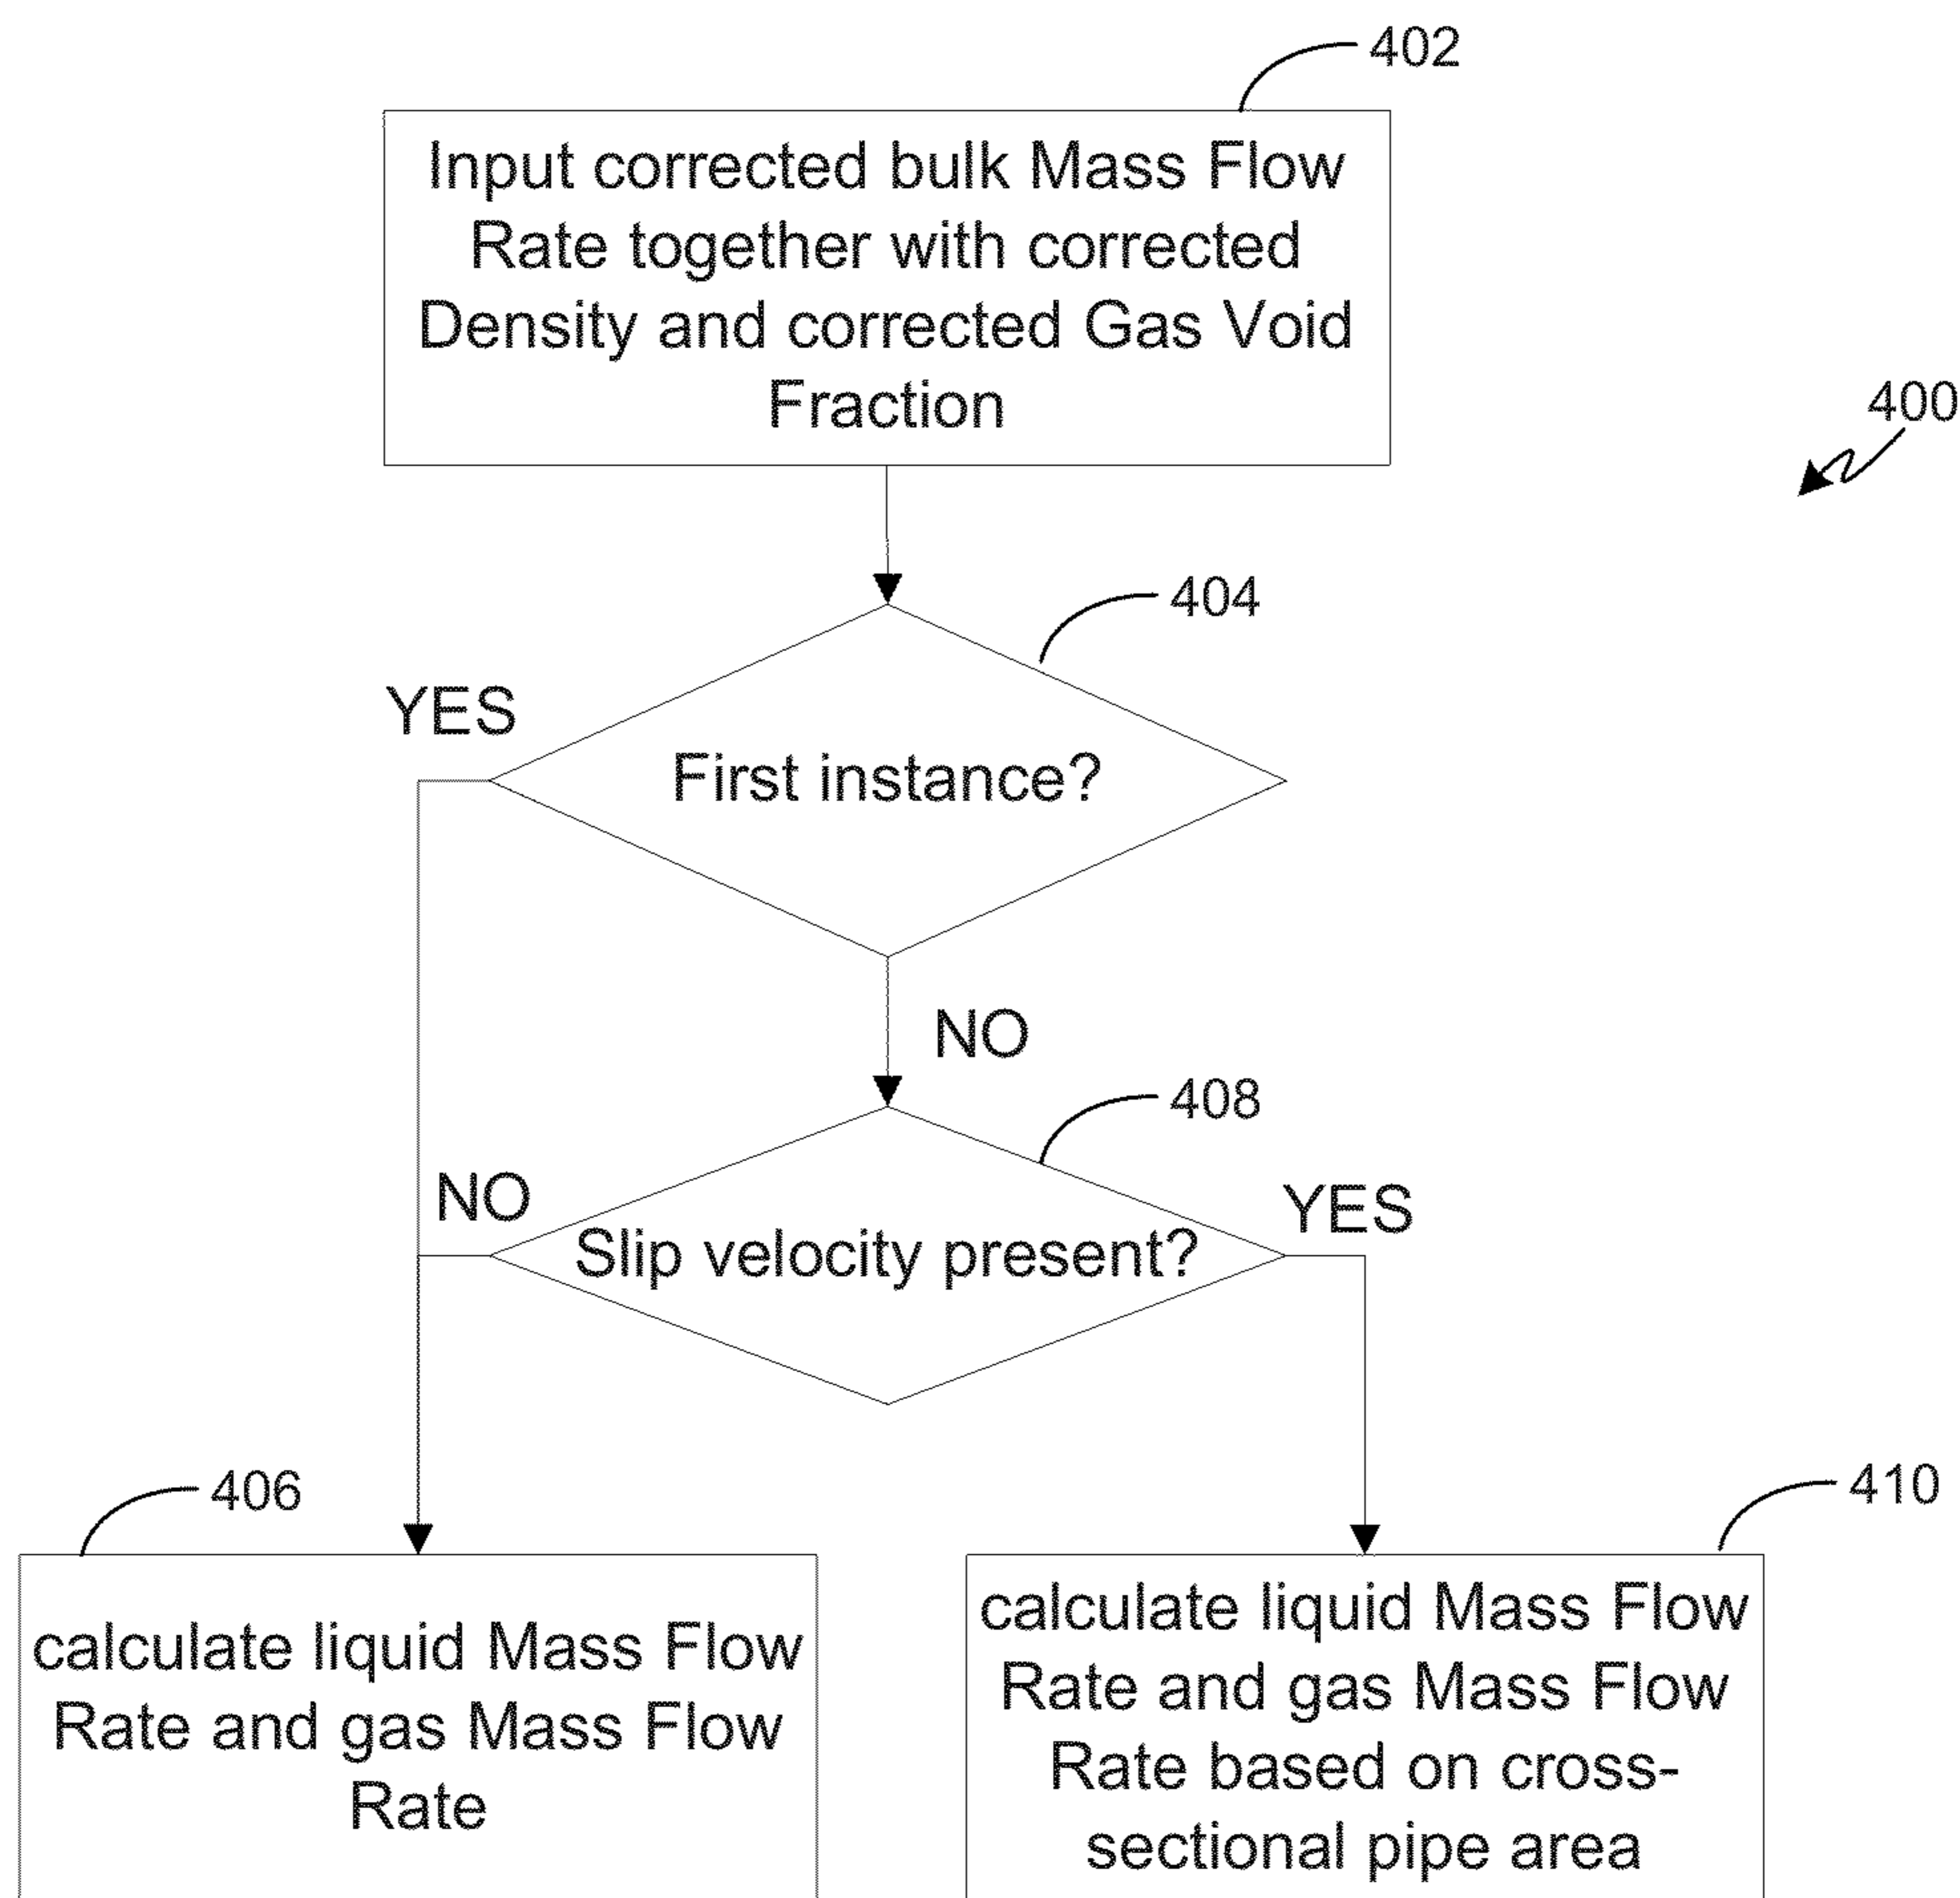 402
Input corrected bulk Mass Flow
Rate together with corrected
Density and corrected Gas Void
Fraction
400
404
YES
First instance?
NO
408
NO
YES
Slip velocity present?
406
410
calculate liquid Mass Flow
Rate and gas Mass Flow
Rate
calculate liquid Mass Flow
Rate and gas Mass Flow
Rate based on cross-
sectional pipe area